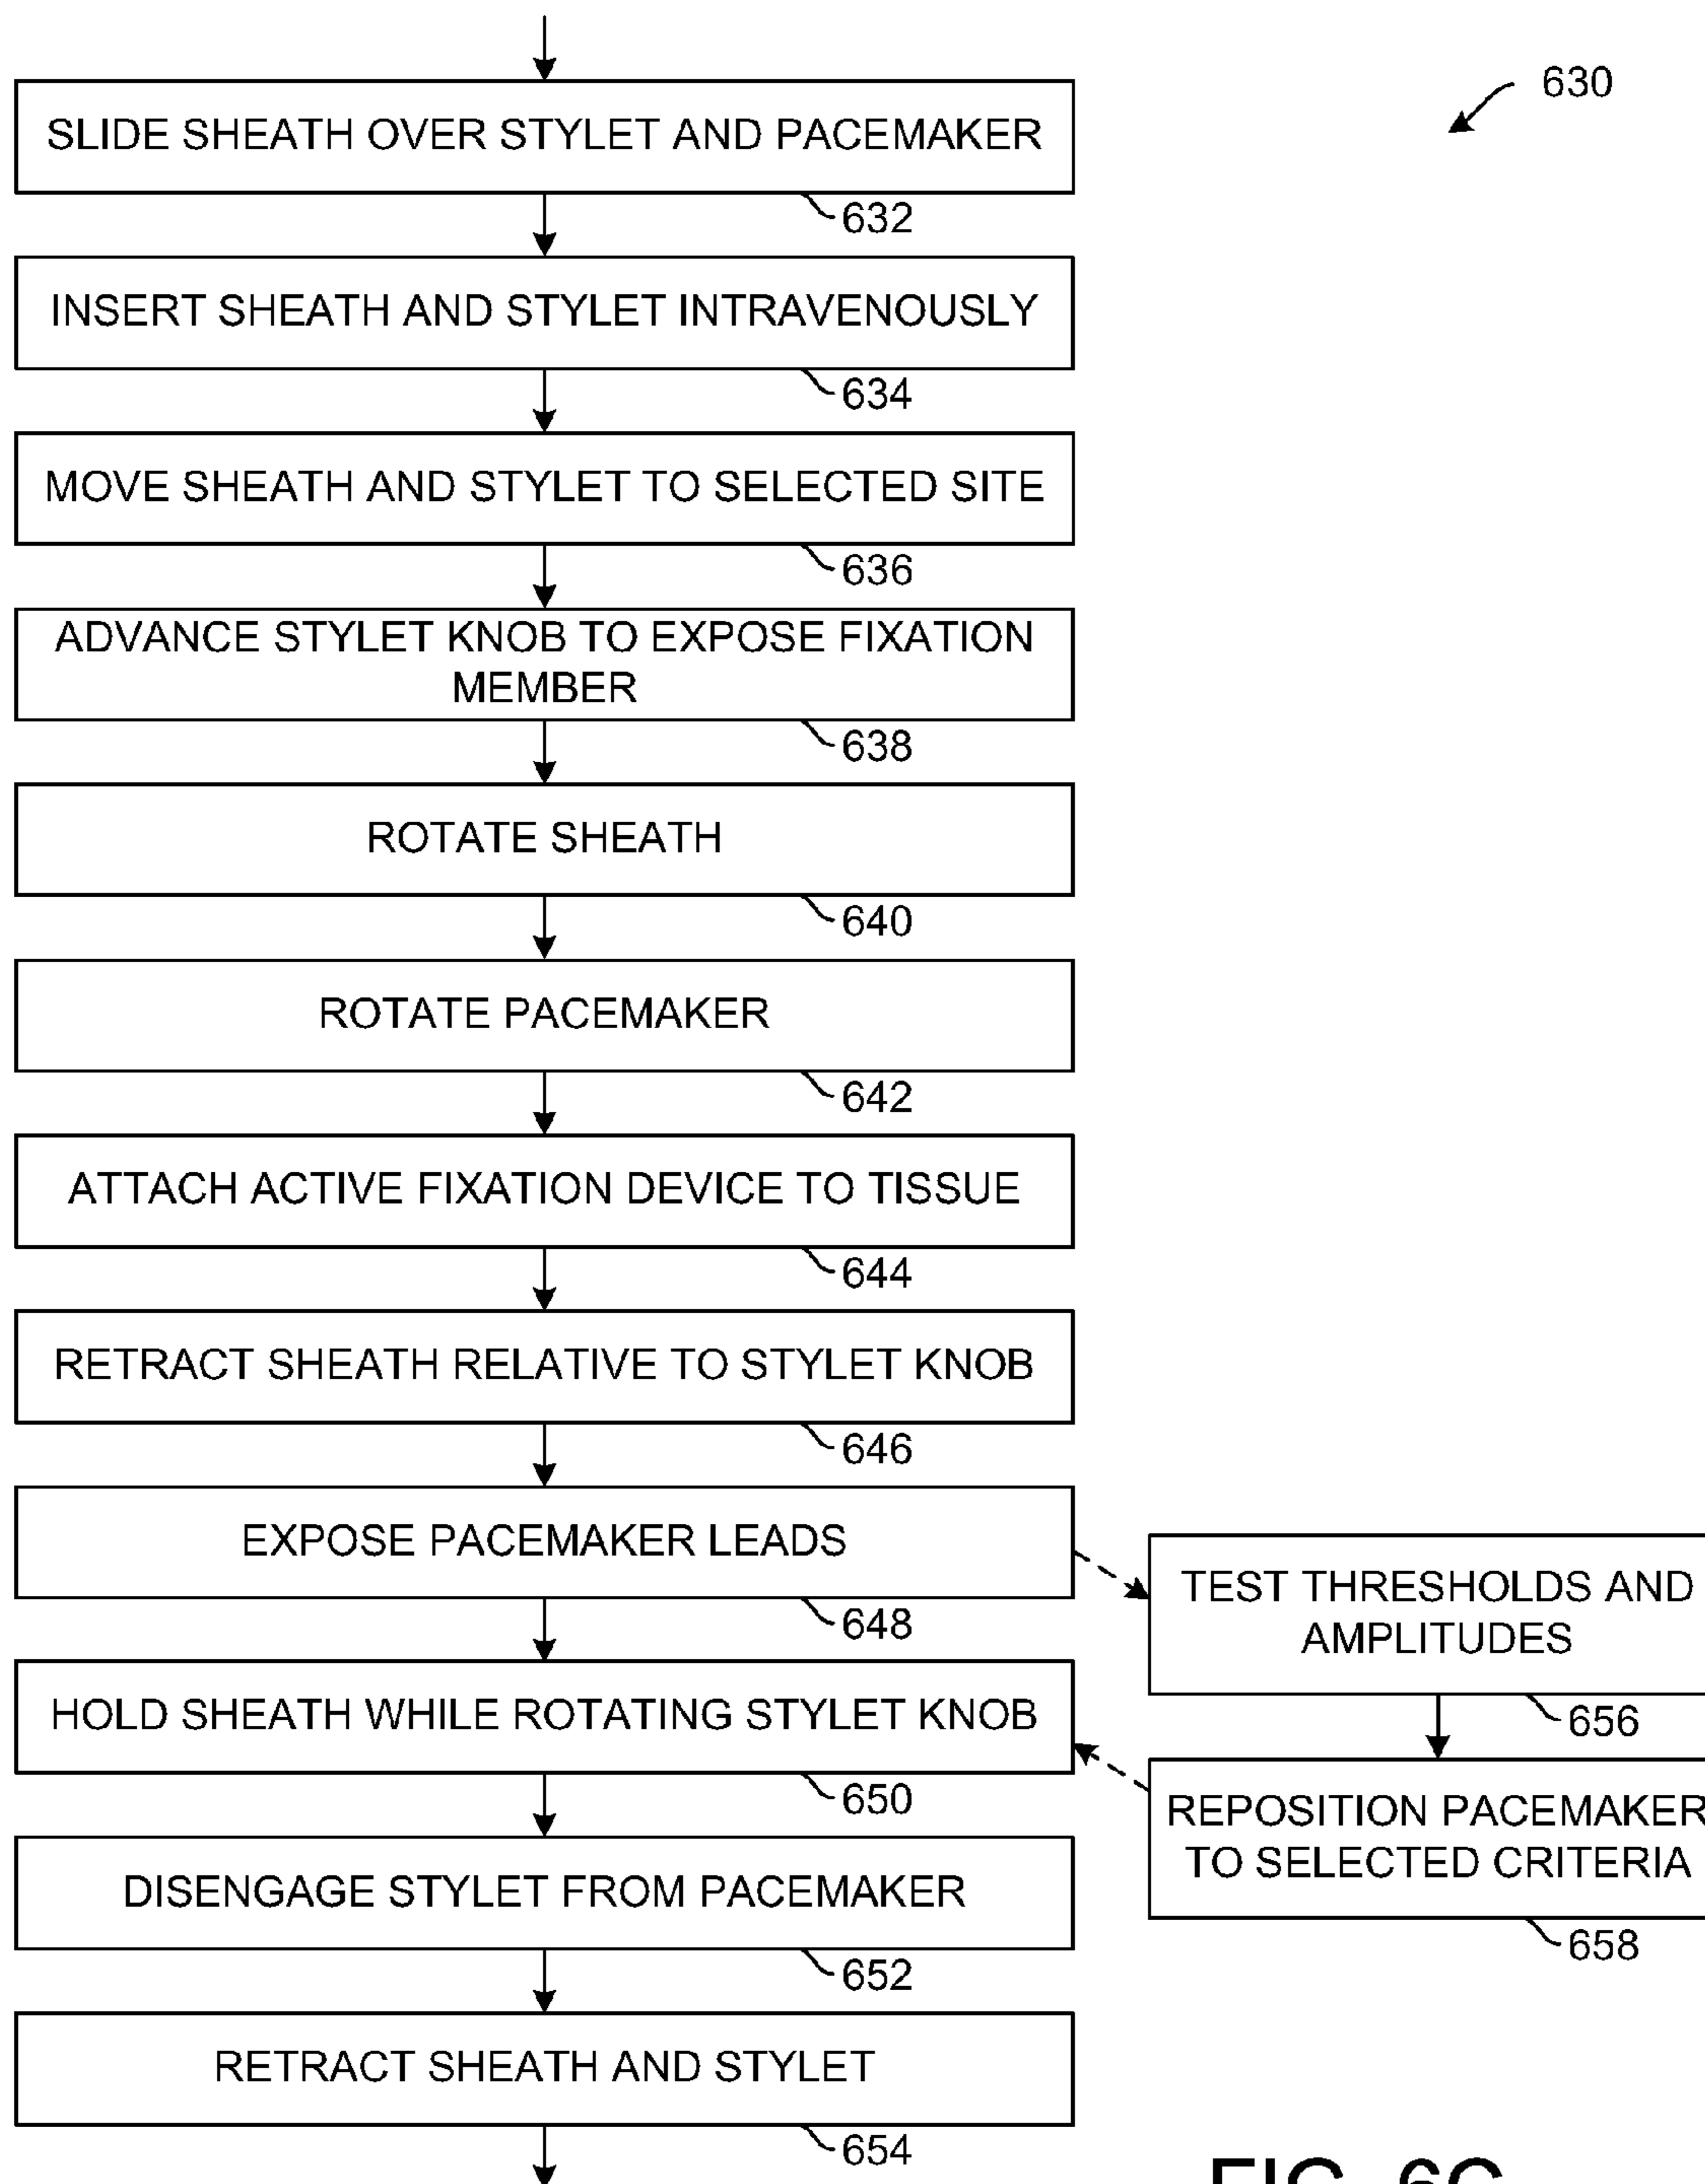 630
SLIDE SHEATH OVER STYLET AND PACEMAKER
632
INSERT SHEATH AND STYLET INTRAVENOUSLY
634
MOVE SHEATH AND STYLET TO SELECTED SITE
636
ADVANCE STYLET KNOB TO EXPOSE FIXATION
MEMBER
638
ROTATE SHEATH
640
ROTATE PACEMAKER
642
ATTACH ACTIVE FIXATION DEVICE TO TISSUE
644
RETRACT SHEATH RELATIVE TO STYLET KNOB
646
EXPOSE PACEMAKER LEADS
648
TEST THRESHOLDS AND
AMPLITUDES
656
REPOSITION PACEMAKER
TO SELECTED CRITERIA
658
HOLD SHEATH WHILE ROTATING STYLET KNOB
650
DISENGAGE STYLET FROM PACEMAKER
652
RETRACT SHEATH AND STYLET
654
FIG. 6C